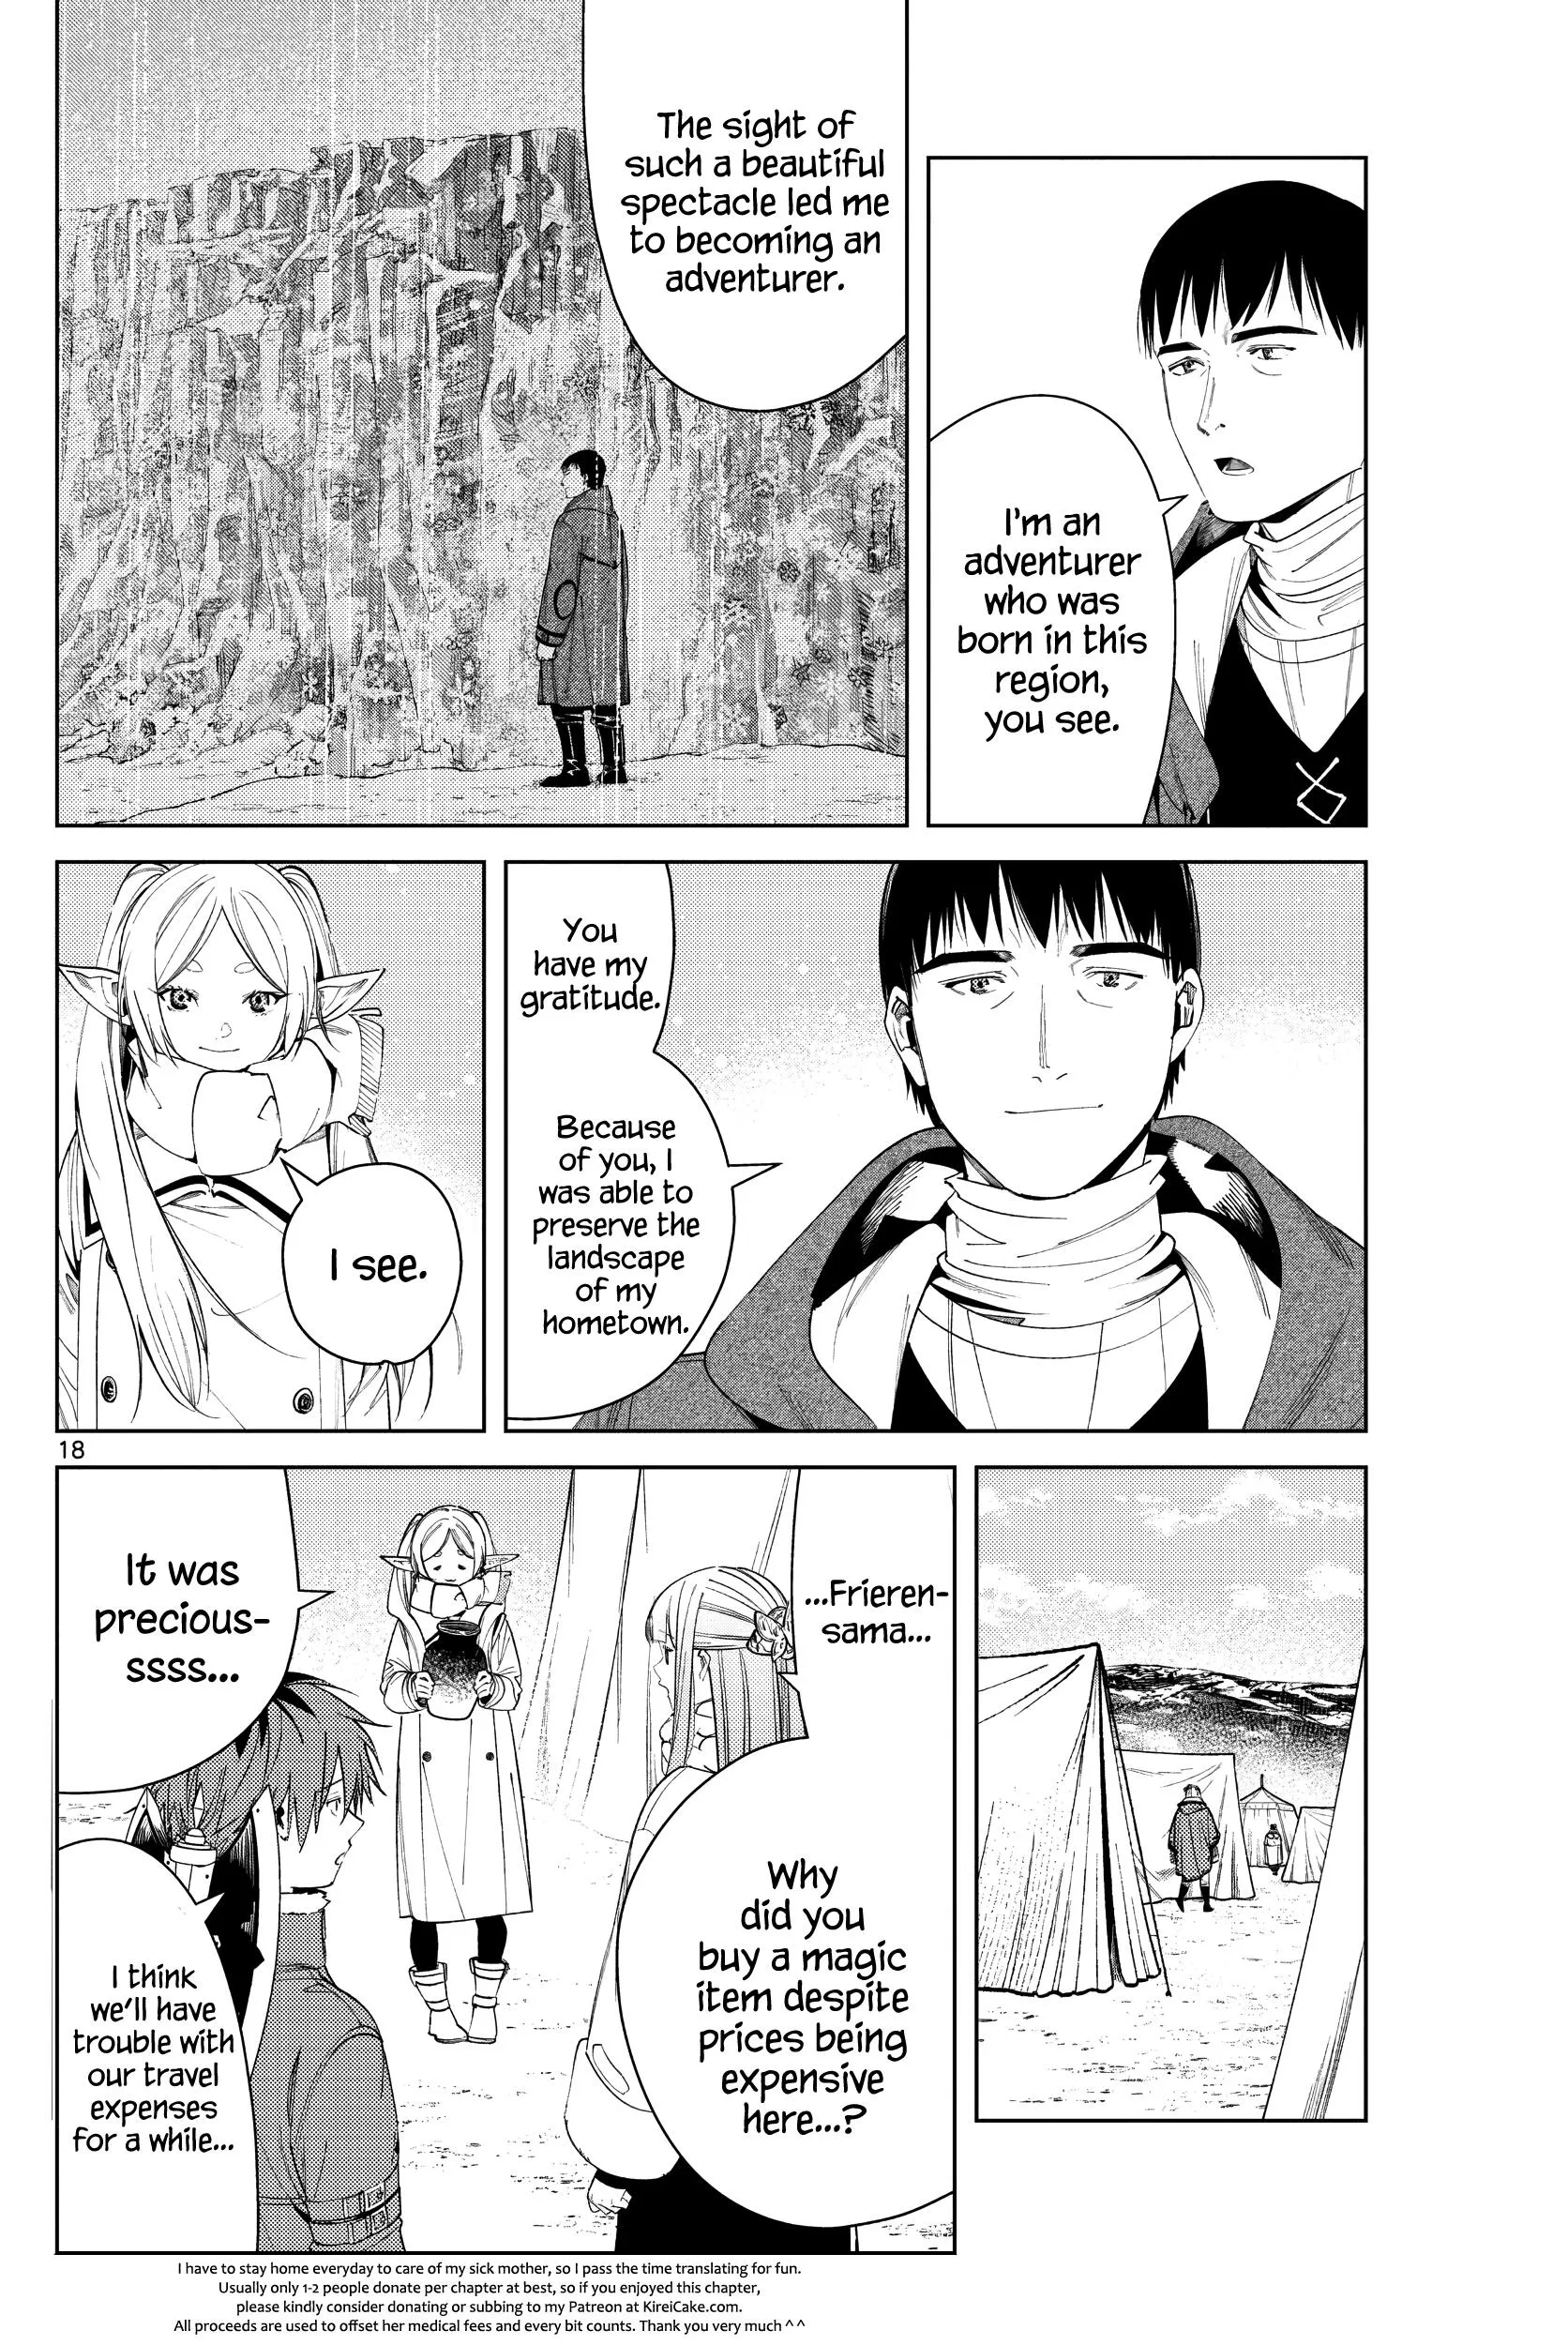 I'm an
adventurer
who was
born in this
region,
you see.
The sight of
such a beautiful
spectacle led me
to becoming an
adventurer.
You
have my
gratitude.
Because
of you, I
was able to
preserve the
landscape
of my
hometown.
I see.
18
...Frieren-
sama...
Why
did you
buy a magic
item despite
prices being
expensive
here...?
It was
precious-
ssss...
I think
we'll have
trouble with
our travel
expenses
for a while...
I have to stay home everyday to care of my sick mother, so I pass the time translating for fun.
Usually only 1-2 people donate per chapter at best, so if you enjoyed this chapter,
please kindly consider donating or subbing to my Patreon at KireiCake.com.
All proceeds are used to offset her medical fees and every bit counts. Thank you very much ^ ^